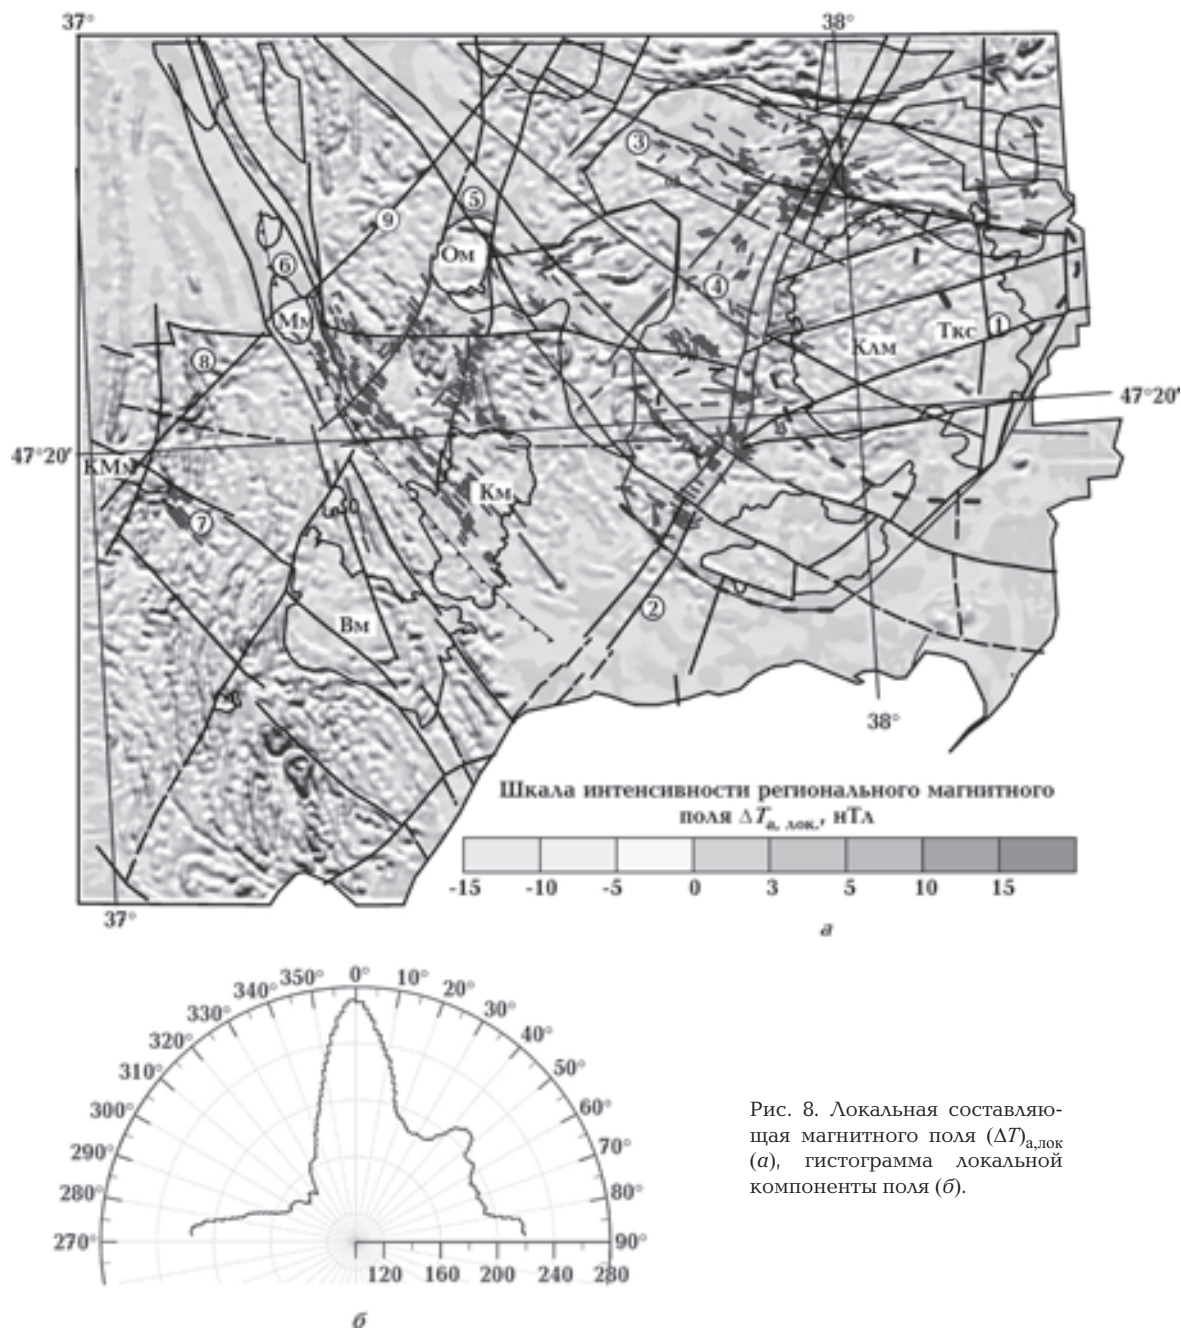 37°
38°
③
⑤
⑨
Ом
⑥
④
Мм
Ткс
①
Клм
⑧
47°20′
47°20′
КМм
Км
⑦
②
Вм
38°
Шкала интенсивности регионального магнитного
поля ΔTа, лок., нТл
-15 -10 -5 0 3 5 10 15
37°
а
0°
350° 10°
340° 20°
330° 30°
320° 40°
310° 50°
300° 60°
290° 70°
280° 80°
270° 90°
120 160 200 240 280
б
Рис. 8. Локальная составляю-
щая магнитного поля (ΔT)а,лок
(а), гистограмма локальной
компоненты поля (б).